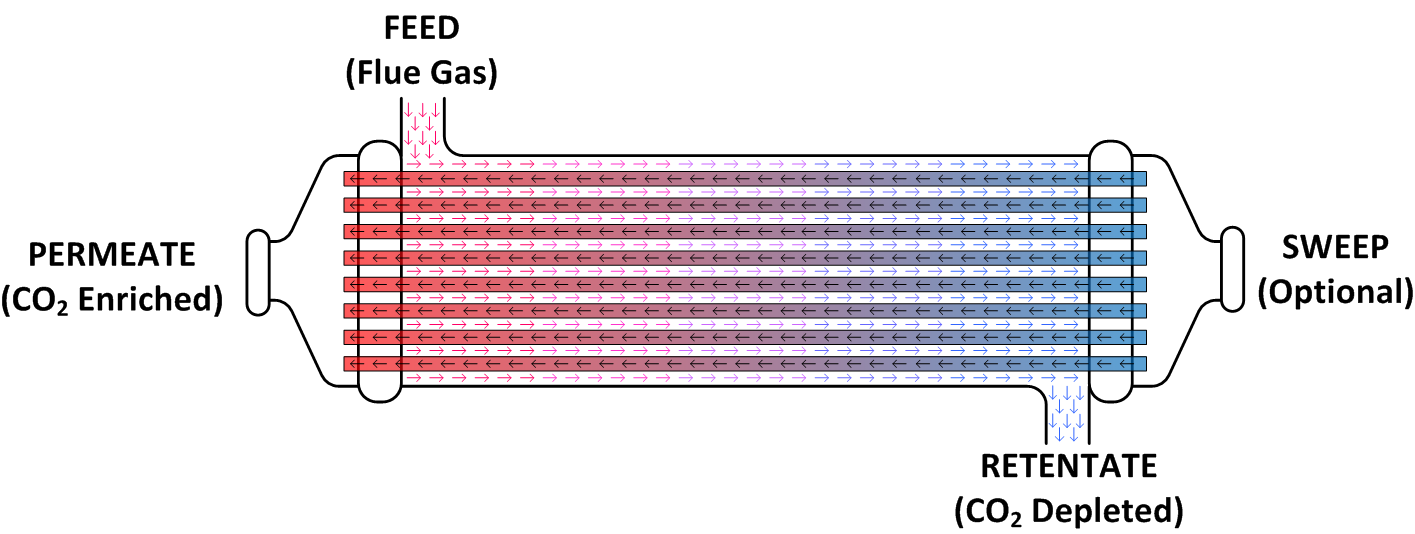 FEED
(Flue Gas)
PERMEATE
(CO₂ Enriched)
SWEEP
(Optional)
RETENTATE
(CO₂ Depleted)